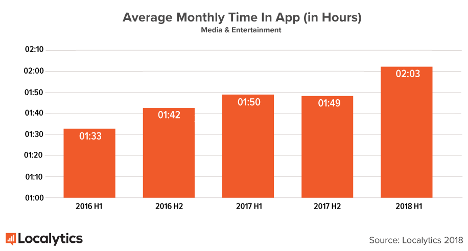 Average Monthly Time In App (in Hours)
Media & Entertainment
02:10
02:00
01:50
01:40
01:30
01:20
01:10
01:00
01:33
01:42
01:50
01:49
02:03
2016 H1
2016 H2
2017 H1
2017 H2
2018 H1
Localytics
Source: Localytics 2018